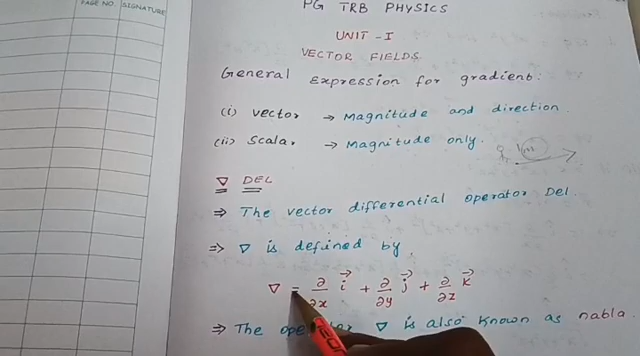 PAGE NO. SIGNATURE
PG TRB PHYSICS
UNIT - I
VECTOR FIELDS
General Expression for gradient:
(i) vector → Magnitude and direction.
(ii) Scalar → Magnitude only.
∇ DEL
⇒ The vector differential operator Del.
⇒ ∇ is defined by
∇ = ∂/∂x i⃗ + ∂/∂y j⃗ + ∂/∂z k⃗
⇒ The ∇ is also known as nabla.